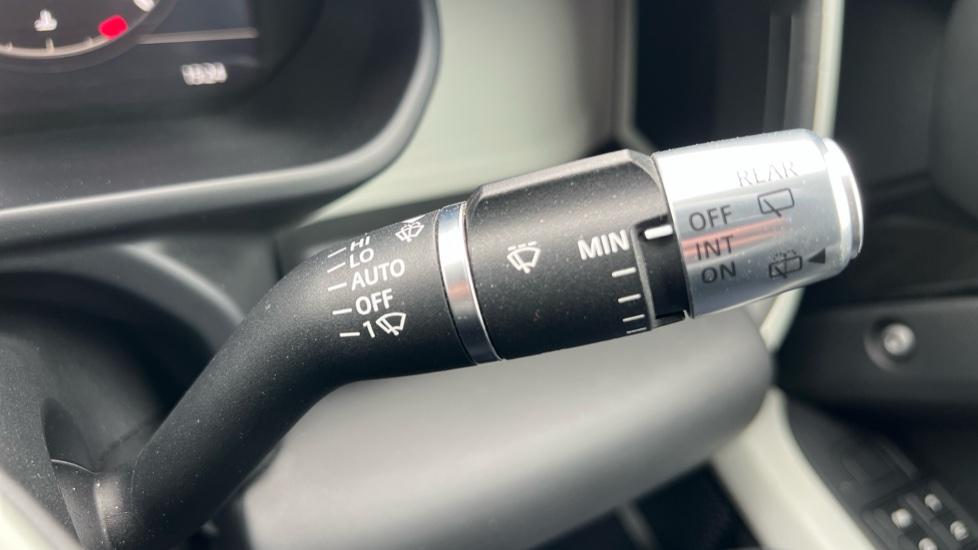 HI
LO
AUTO
OFF
1
MIN
REAR
OFF
INT
ON